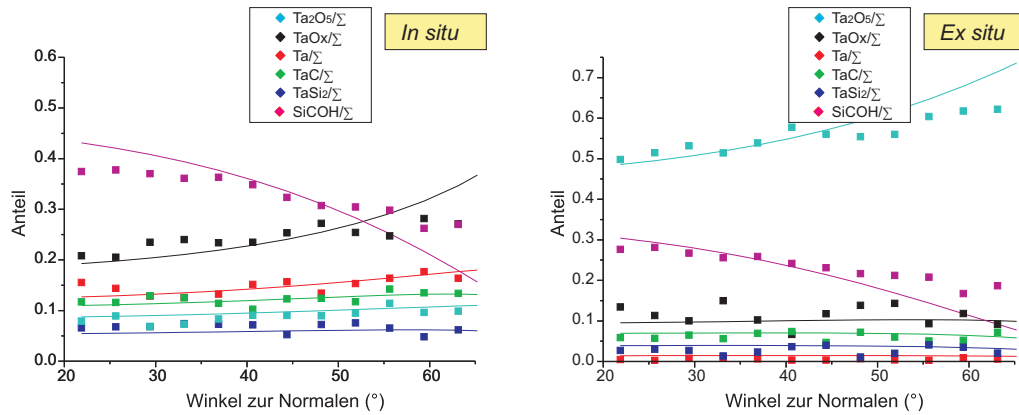 Ta₂O₅/∑
TaOx/∑
Ta/∑
TaC/∑
TaSi₂/∑
SiCOH/∑
In situ
0.6
0.5
0.4
0.3
0.2
0.1
0.0
Anteil
20
30
40
50
60
Winkel zur Normalen (°)
Ta₂O₅/∑
TaOx/∑
Ta/∑
TaC/∑
TaSi₂/∑
SiCOH/∑
Ex situ
0.7
0.6
0.5
0.4
0.3
0.2
0.1
0.0
Anteil
20
30
40
50
60
Winkel zur Normalen (°)